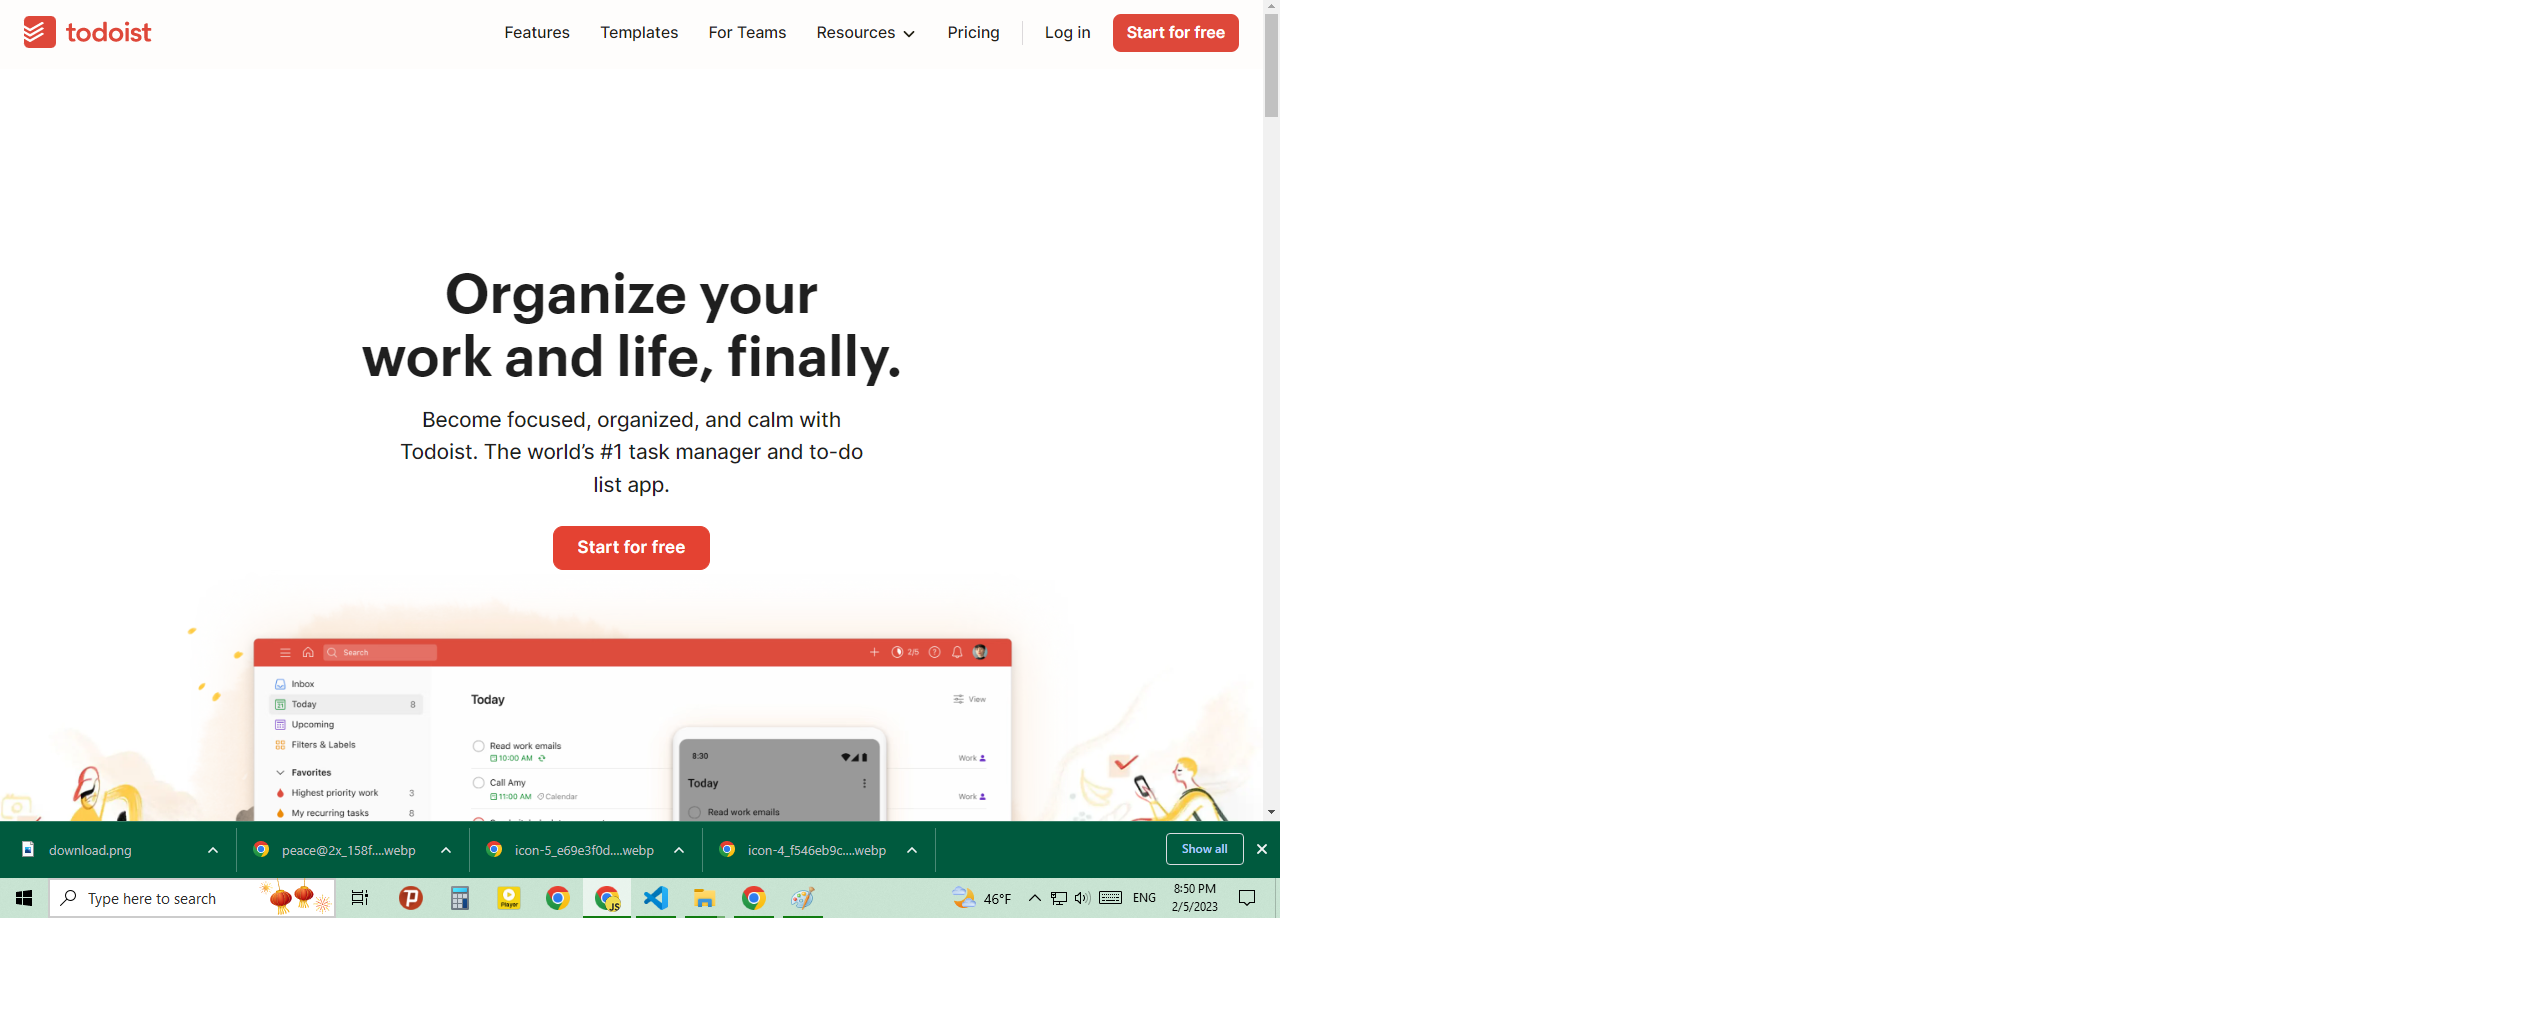 todoist
Features
Templates
For Teams
Resources
Pricing
Log in
Start for free
Organize your
work and life, finally.
Become focused, organized, and calm with
Todoist. The world’s #1 task manager and to-do
list app.
Start for free
Search
2/5
Inbox
Today 8
Upcoming
Filters & Labels
Favorites
Highest priority work 3
My recurring tasks 8
Today
View
Read work emails
10:00 AM
Work
Call Amy
11:00 AM Calendar
Work
8:30
Today
Read work emails
download.png
peace@2x_158f....webp
icon-5_e69e3f0d....webp
icon-4_f546eb9c....webp
Show all
Type here to search
Player
JS
46°F
ENG
8:50 PM
2/5/2023